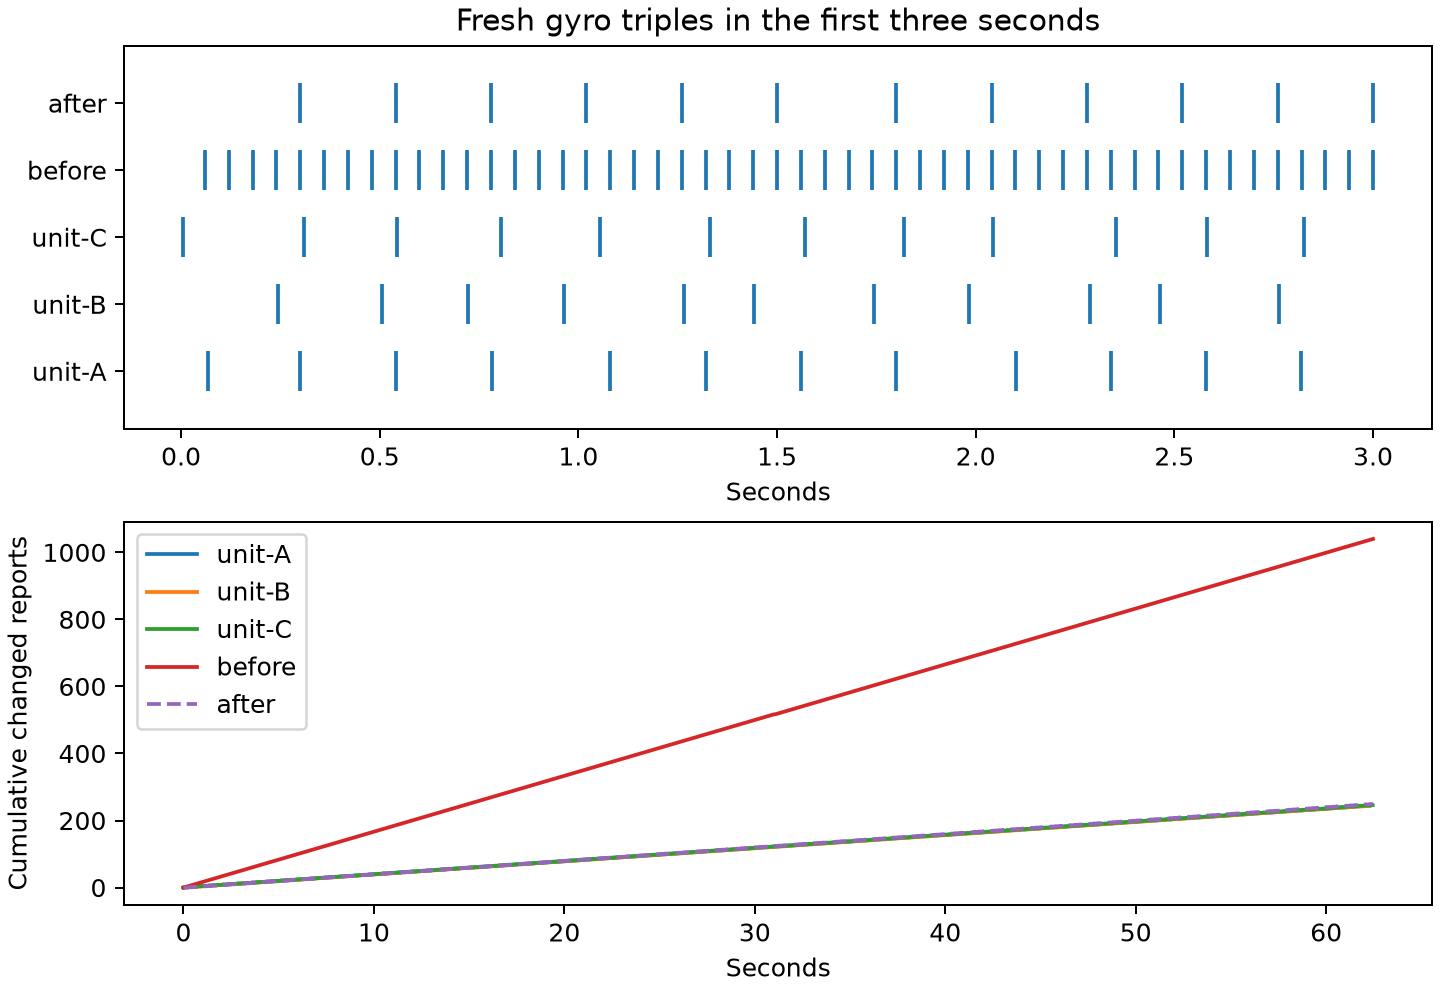 Fresh gyro triples in the first three seconds
after
before
unit-C
unit-B
unit-A
0.0 0.5 1.0 1.5 2.0 2.5 3.0
Seconds
Cumulative changed reports
1000
800
600
400
200
0
unit-A
unit-B
unit-C
before
after
0 10 20 30 40 50 60
Seconds